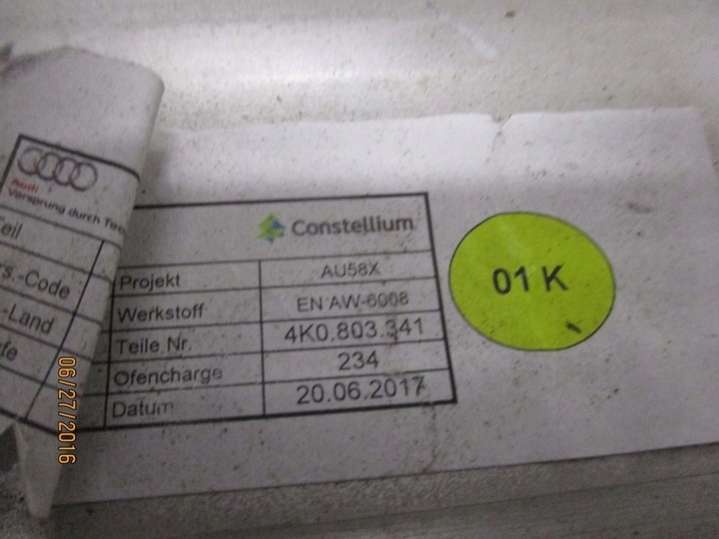 Audi
Vorsprung durch Tec
Teil
rs.-Code
-Land
fe
Constellium
Projekt AU58X
Werkstoff EN AW-6008
Teile Nr. 4K0.803.341
Ofencharge 234
Datum 20.06.2017
01 K
06/27/2016